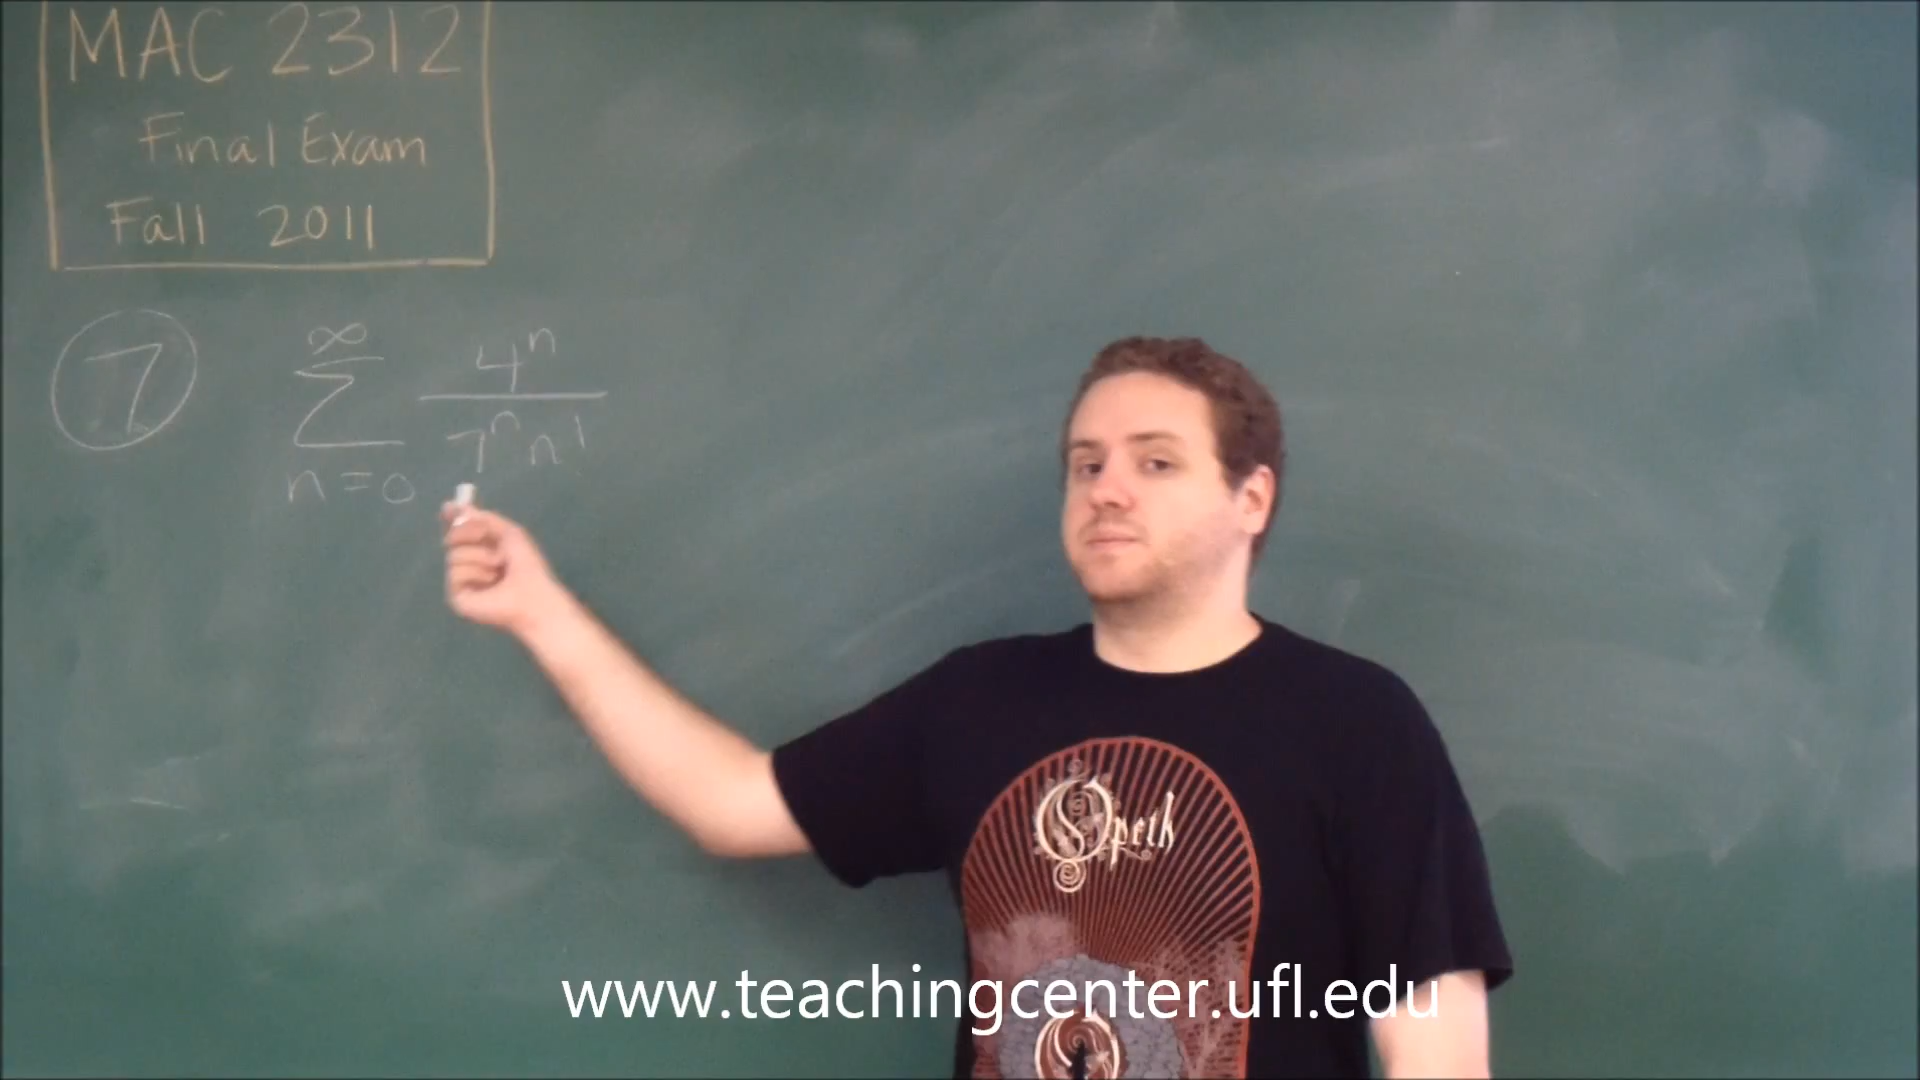 MAC 2312
Final Exam
Fall 2011
7
∞
Σ
n=0
4ⁿ
7ⁿn!
Opeth
www.teachingcenter.ufl.edu